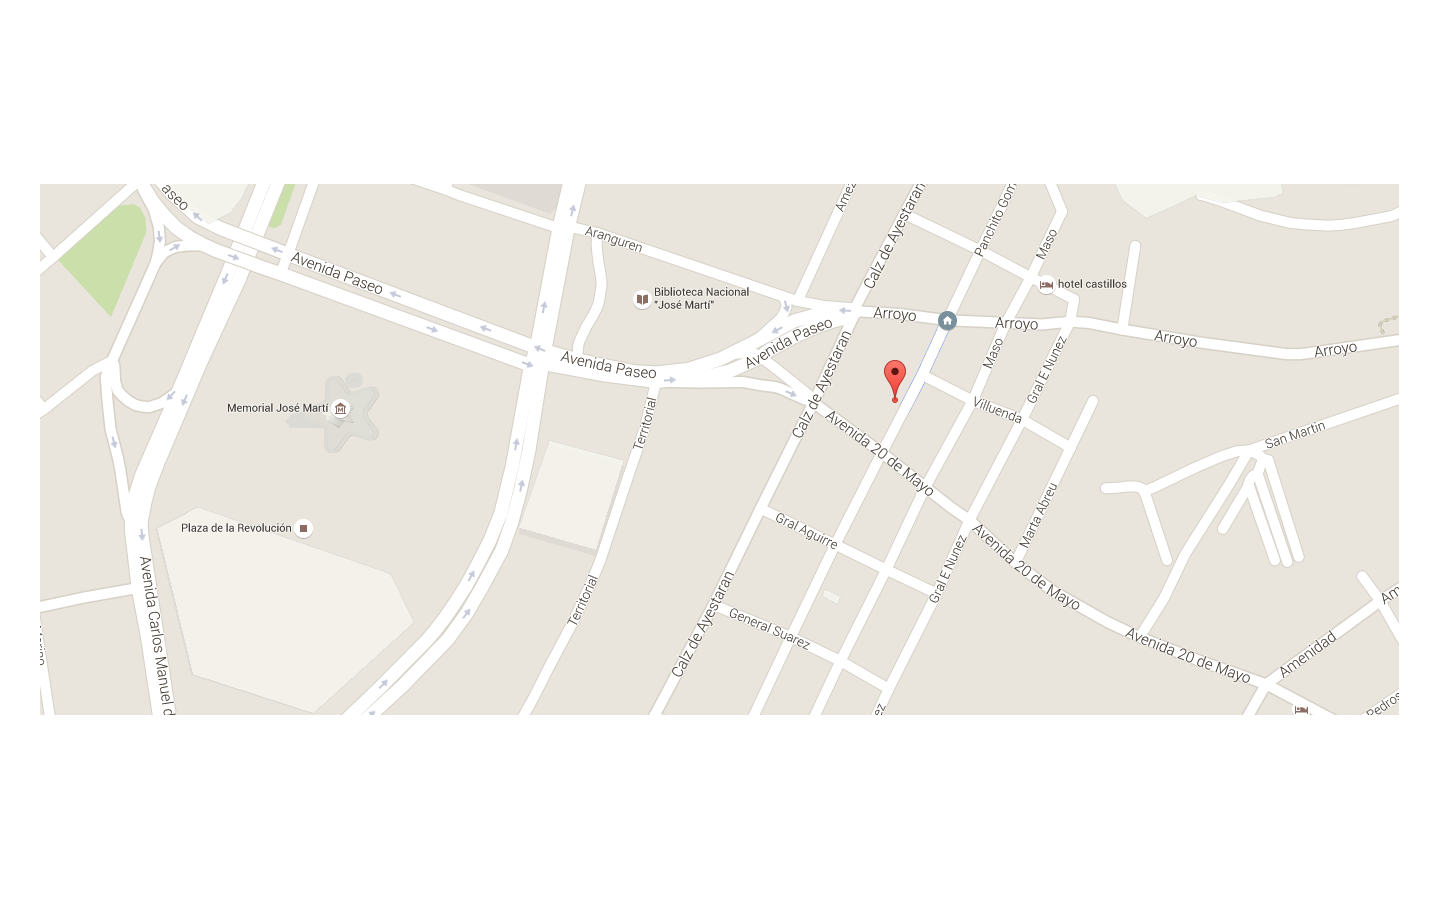 aseo
Amez
Calz de Ayestaran
Panchito Gom
Maso
Aranguren
Avenida Paseo
hotel castillos
Biblioteca Nacional
"José Martí"
Arroyo
Arroyo
Arroyo
Arroyo
Avenida Paseo
Avenida Paseo
Maso
Gral E Nunez
Calz de Ayestaran
Memorial José Martí
Territorial
Villuenda
San Martin
Avenida 20 de Mayo
Plaza de la Revolución
Gral Aguirre
Marta Abreu
Gral E Nunez
Avenida 20 de Mayo
Avenida Carlos Manuel d
Territorial
Calz de Ayestaran
General Suarez
Avenida 20 de Mayo
Amenidad
Am
Pedros
ez